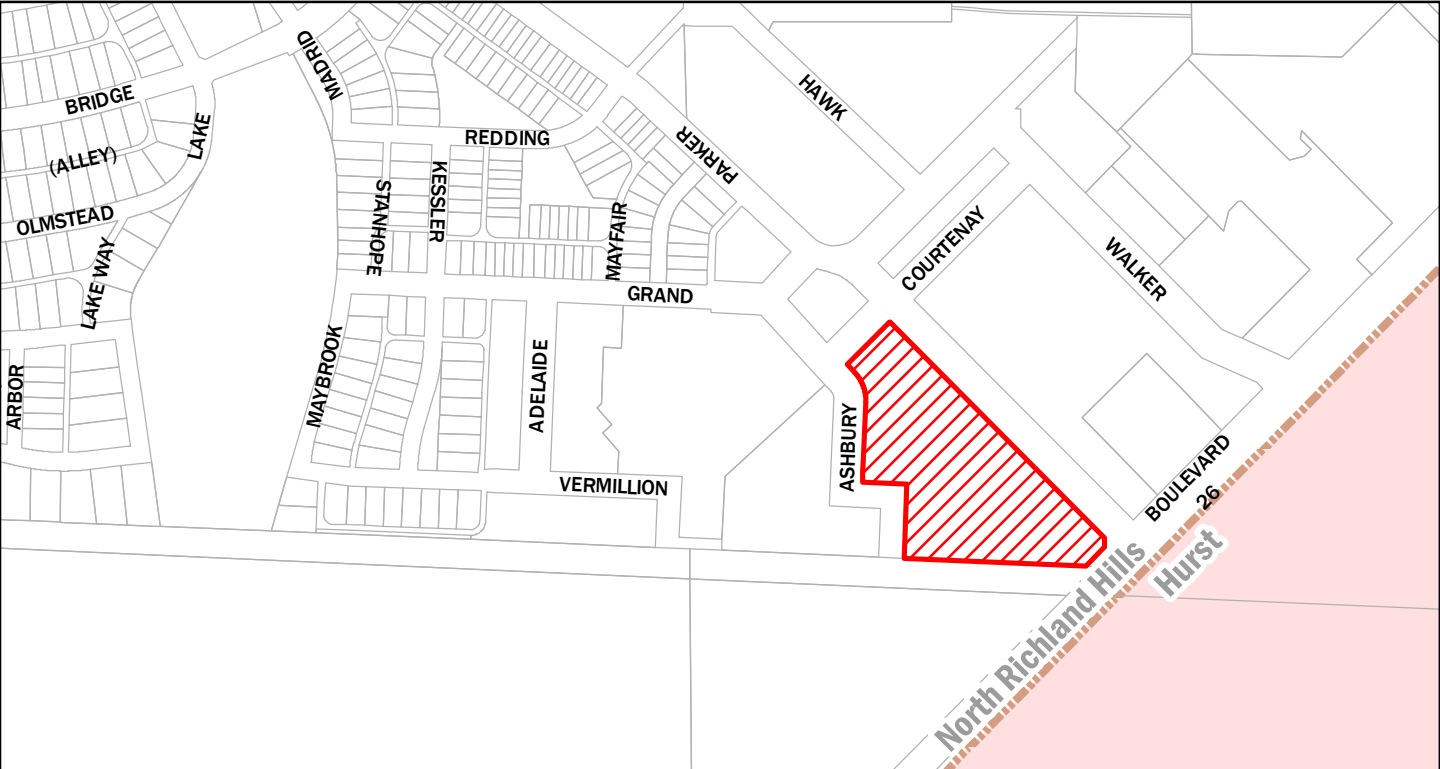 MADRID
HAWK
BRIDGE
LAKE
REDDING
PARKER
(ALLEY)
STANHOPE
KESSLER
OLMSTEAD
MAYFAIR
COURTENAY
WALKER
LAKE WAY
GRAND
MAYBROOK
ADELAIDE
ARBOR
ASHBURY
VERMILLION
BOULEVARD
26
North Richland Hills
Hurst